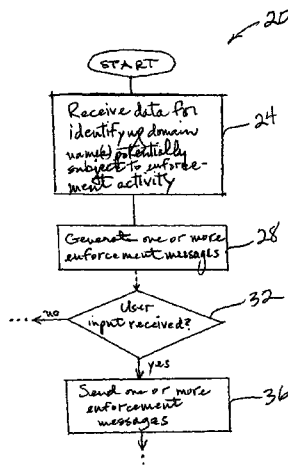 20
START
Receive data for
identifying domain
name(s) potentially
subject to enforce-
ment activity
24
Generate one or more
enforcement messages
28
User
input received?
32
no
...
yes
Send one or more
enforcement
messages
36